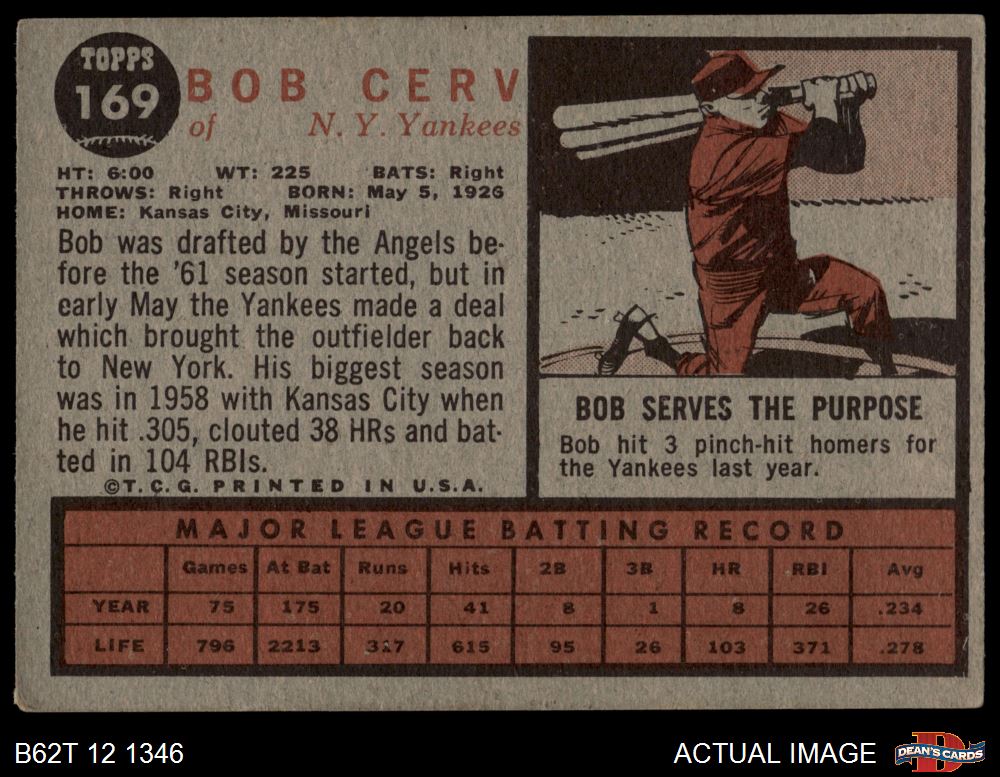 TOPPS
169
BOB CERV
of N. Y. Yankees
HT: 6:00 WT: 225 BATS: Right
THROWS: Right BORN: May 5, 1926
HOME: Kansas City, Missouri
Bob was drafted by the Angels be-
fore the '61 season started, but in
early May the Yankees made a deal
which brought the outfielder back
to New York. His biggest season
was in 1958 with Kansas City when
he hit .305, clouted 38 HRs and bat-
ted in 104 RBIs.
©T. C. G. PRINTED IN U.S.A.
BOB SERVES THE PURPOSE
Bob hit 3 pinch-hit homers for
the Yankees last year.
MAJOR LEAGUE BATTING RECORD
Games At Bat Runs Hits 2B 3B HR RBI Avg
YEAR 75 175 20 41 8 1 8 26 .234
LIFE 796 2213 317 615 95 26 103 371 .278
B62T 12 1346
ACTUAL IMAGE
D
DEAN'S CARDS